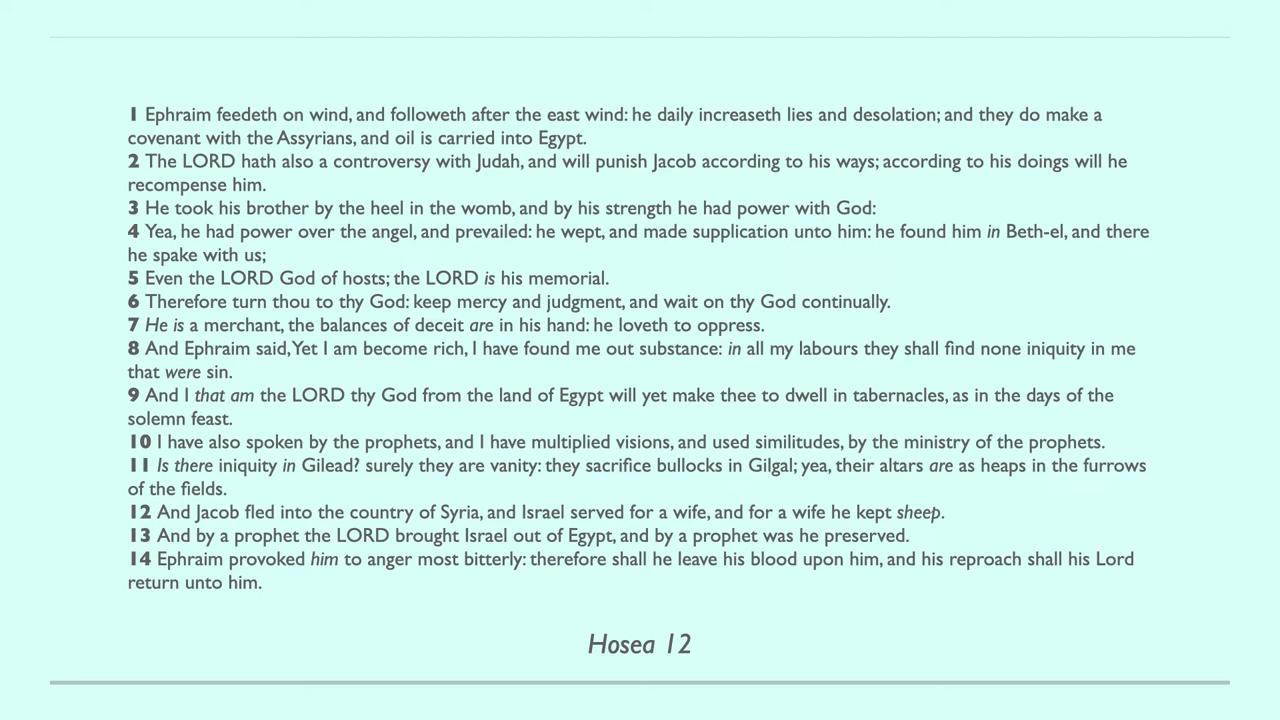 1 Ephraim feedeth on wind, and followeth after the east wind: he daily increaseth lies and desolation; and they do make a
covenant with the Assyrians, and oil is carried into Egypt.
2 The LORD hath also a controversy with Judah, and will punish Jacob according to his ways; according to his doings will he
recompense him.
3 He took his brother by the heel in the womb, and by his strength he had power with God:
4 Yea, he had power over the angel, and prevailed: he wept, and made supplication unto him: he found him in Beth-el, and there
he spake with us;
5 Even the LORD God of hosts; the LORD is his memorial.
6 Therefore turn thou to thy God: keep mercy and judgment, and wait on thy God continually.
7 He is a merchant, the balances of deceit are in his hand: he loveth to oppress.
8 And Ephraim said, Yet I am become rich, I have found me out substance: in all my labours they shall find none iniquity in me
that were sin.
9 And I that am the LORD thy God from the land of Egypt will yet make thee to dwell in tabernacles, as in the days of the
solemn feast.
10 I have also spoken by the prophets, and I have multiplied visions, and used similitudes, by the ministry of the prophets.
11 Is there iniquity in Gilead? surely they are vanity: they sacrifice bullocks in Gilgal; yea, their altars are as heaps in the furrows
of the fields.
12 And Jacob fled into the country of Syria, and Israel served for a wife, and for a wife he kept sheep.
13 And by a prophet the LORD brought Israel out of Egypt, and by a prophet was he preserved.
14 Ephraim provoked him to anger most bitterly: therefore shall he leave his blood upon him, and his reproach shall his Lord
return unto him.
Hosea 12